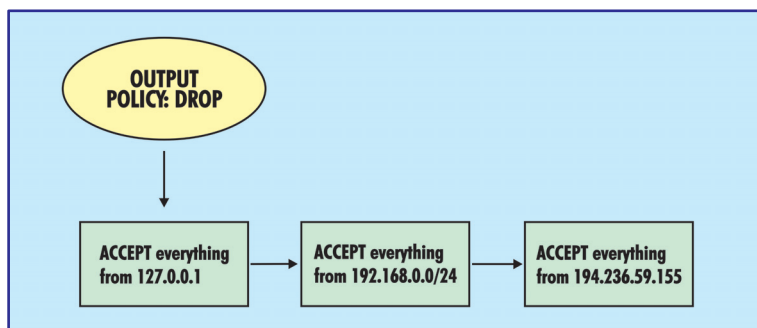 OUTPUT
POLICY: DROP
ACCEPT everything
from 127.0.0.1
ACCEPT everything
from 192.168.0.0/24
ACCEPT everything
from 194.236.59.155